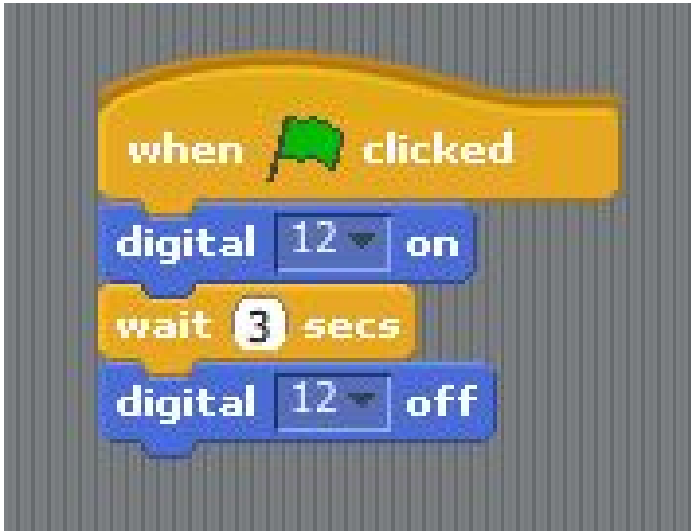 when clicked
digital 12 on
wait 3 secs
digital 12 off